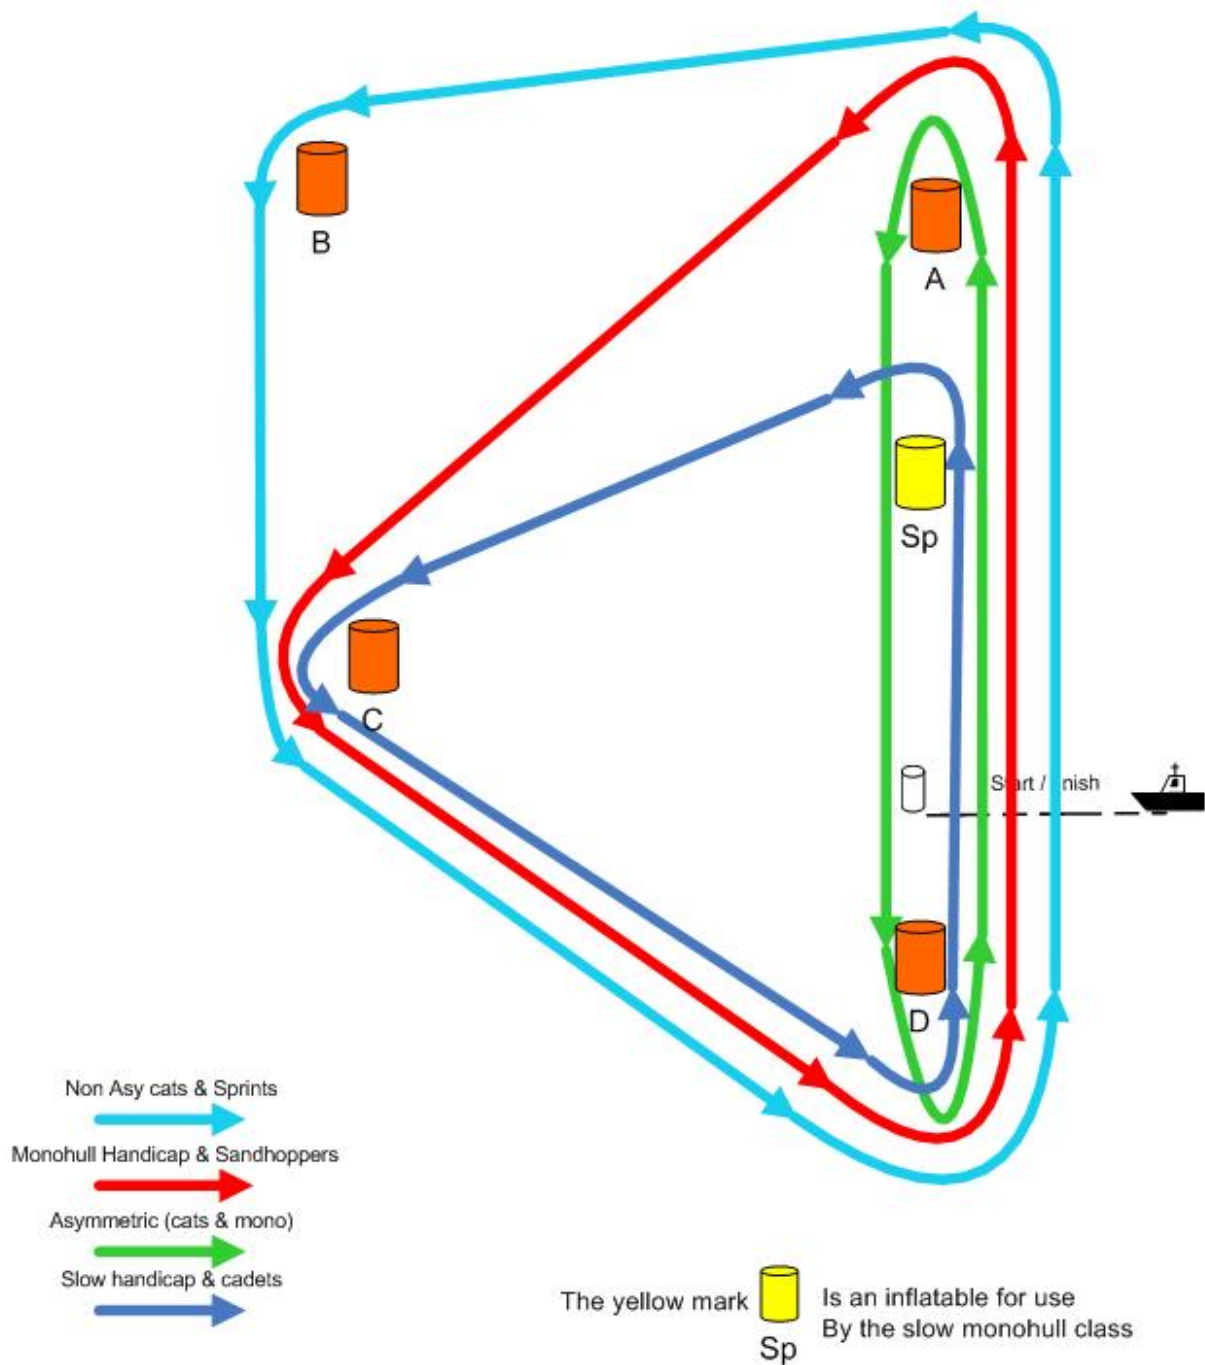 B
A
Sp
C
Start / nish
D
Non Asy cats & Sprints
Monohull Handicap & Sandhoppers
Asymmetric (cats & mono)
Slow handicap & cadets
The yellow mark
Is an inflatable for use
By the slow monohull class
Sp